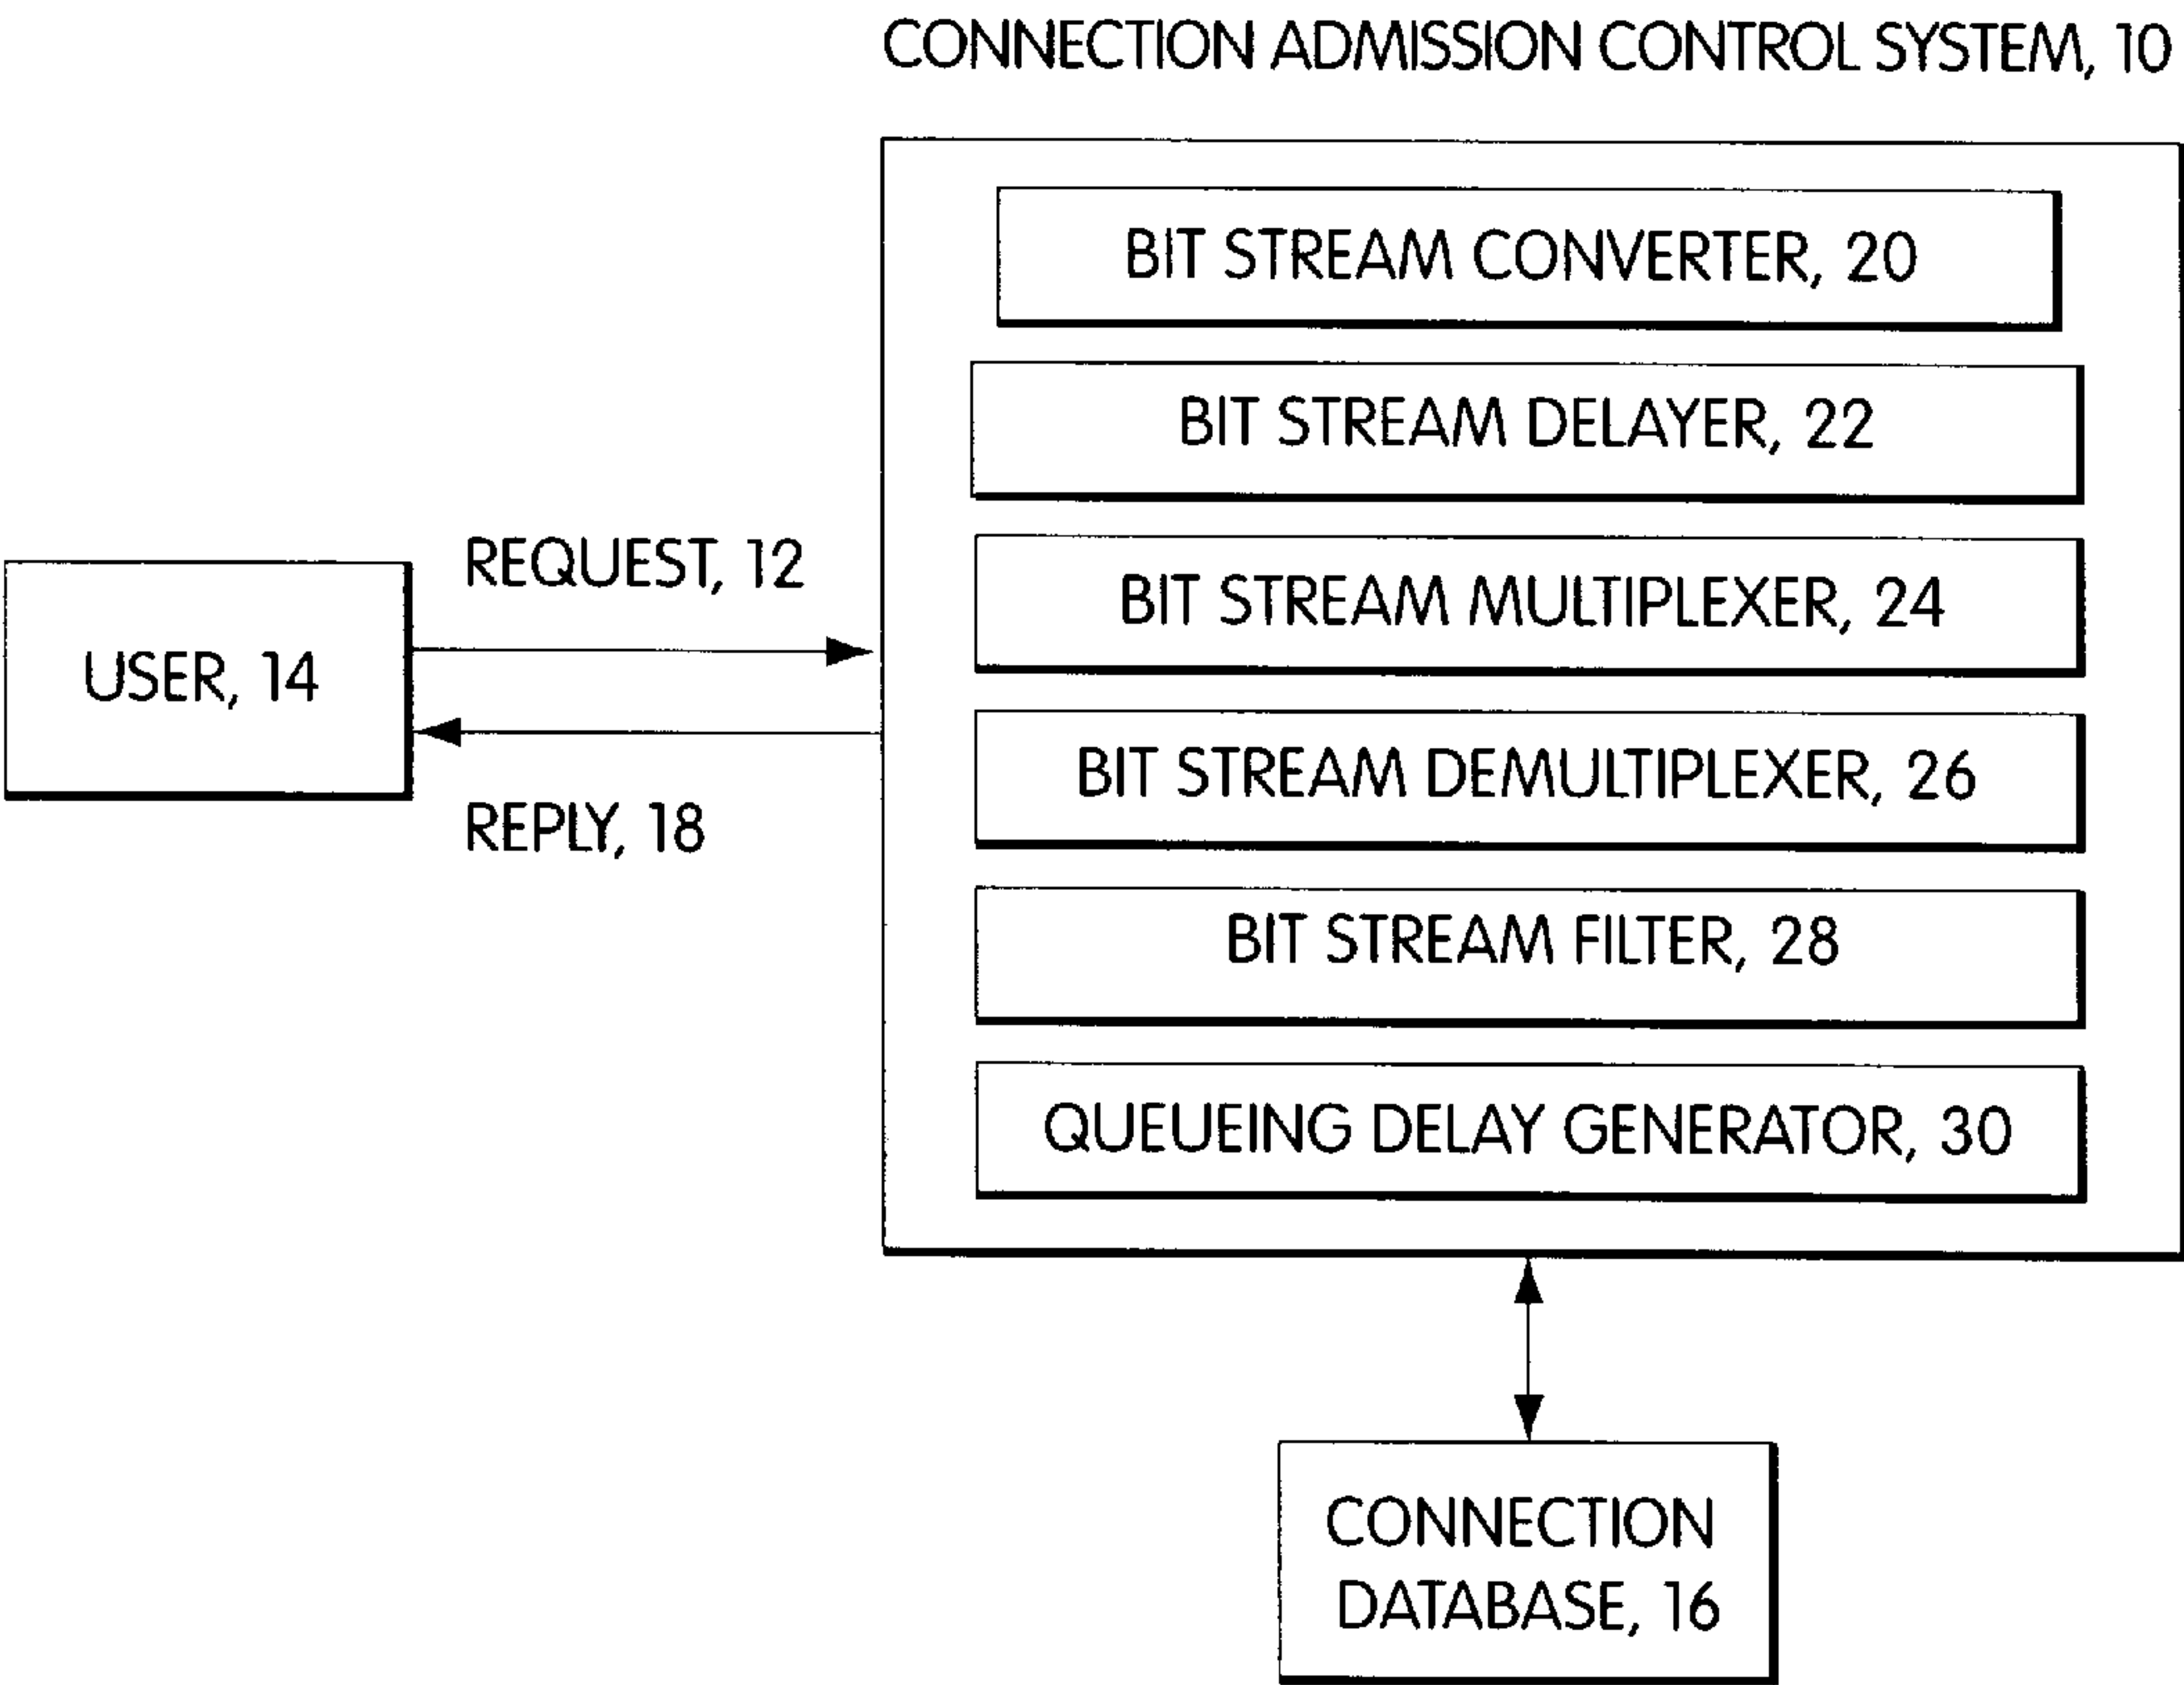 CONNECTION ADMISSION CONTROL SYSTEM, 10
BIT STREAM CONVERTER, 20
BIT STREAM DELAYER, 22
REQUEST, 12
BIT STREAM MULTIPLEXER, 24
USER, 14
BIT STREAM DEMULTIPLEXER, 26
REPLY, 18
BIT STREAM FILTER, 28
QUEUEING DELAY GENERATOR, 30
CONNECTION
DATABASE, 16